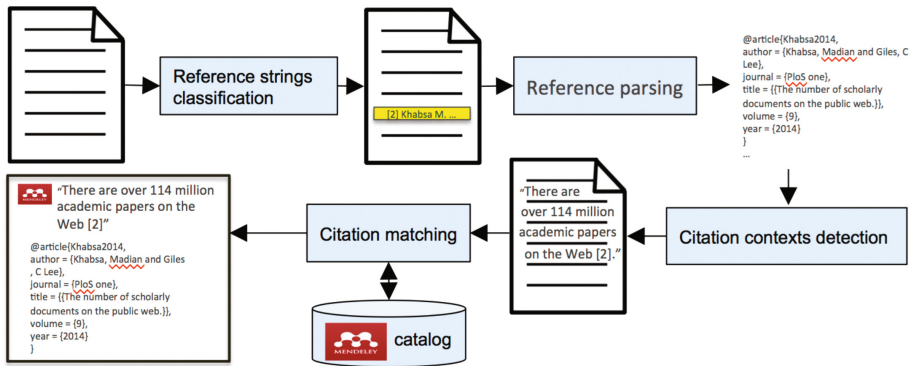 Reference strings
classification
[2] Khabsa M. ...
Reference parsing
@article{Khabsa2014,
author = {Khabsa, Madian and Giles, C
Lee},
journal = {PloS one},
title = {{The number of scholarly
documents on the public web.}},
volume = {9},
year = {2014}
}
...
Citation contexts detection
“There are
over 114 million
academic papers
on the Web [2].”
Citation matching
MENDELEY
catalog
MENDELEY
“There are over 114 million
academic papers on the
Web [2]”
@article{Khabsa2014,
author = {Khabsa, Madian and Giles
, C Lee},
journal = {PloS one},
title = {{The number of scholarly
documents on the public web.}},
volume = {9},
year = {2014}
}